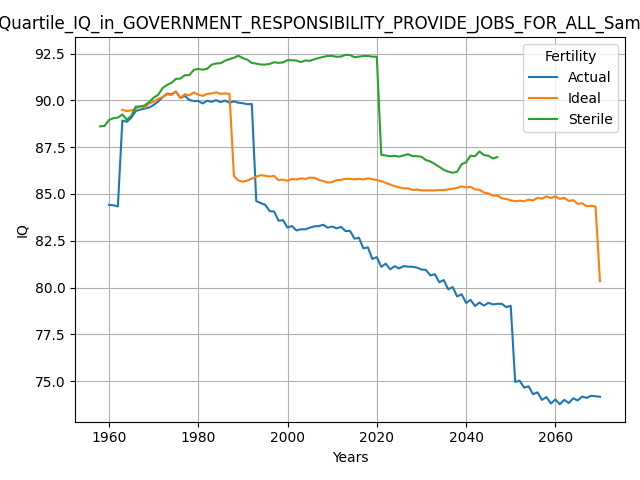 Quartile_IQ_in_GOVERNMENT_RESPONSIBILITY_PROVIDE_JOBS_FOR_ALL_Sam
92.5
90.0
87.5
85.0
82.5
80.0
77.5
75.0
IQ
Fertility
Actual
Ideal
Sterile
1960
1980
2000
2020
2040
2060
Years